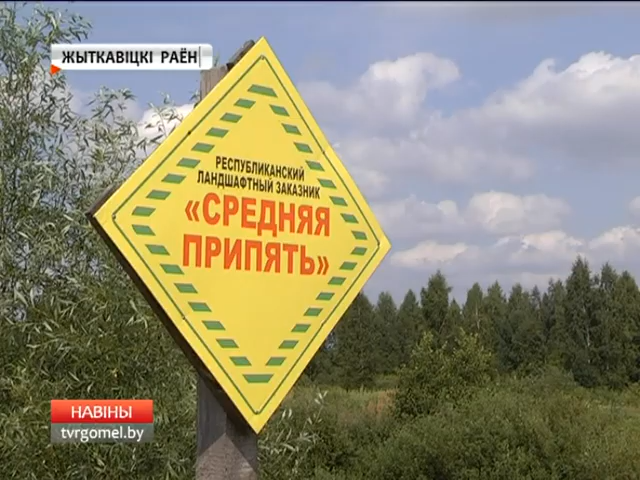 ЖЫТКАВІЦКІ РАЁН
РЕСПУБЛИКАНСКИЙ
ЛАНДШАФТНЫЙ ЗАКАЗНИК
«СРЕДНЯЯ
ПРИПЯТЬ»
НАВІНЫ
tvrgomel.by